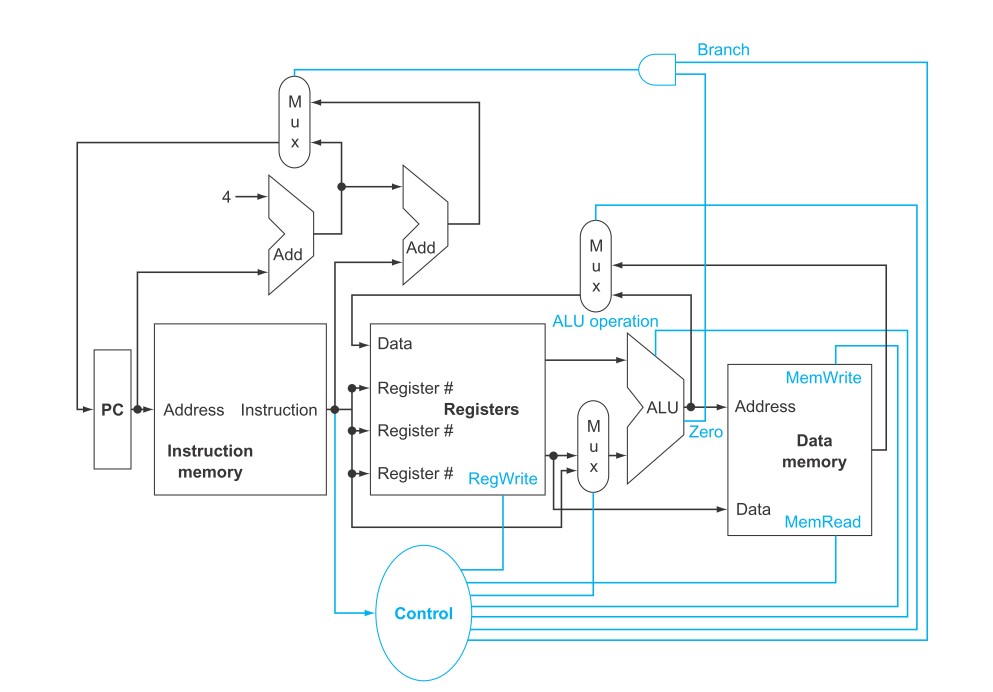 Branch
M
u
x
4
Add
Add
M
u
x
ALU operation
Data
Register #
Registers
Register #
Register #
RegWrite
PC
Address Instruction
Instruction
memory
M
u
x
ALU
Zero
MemWrite
Address
Data
memory
Data
MemRead
Control